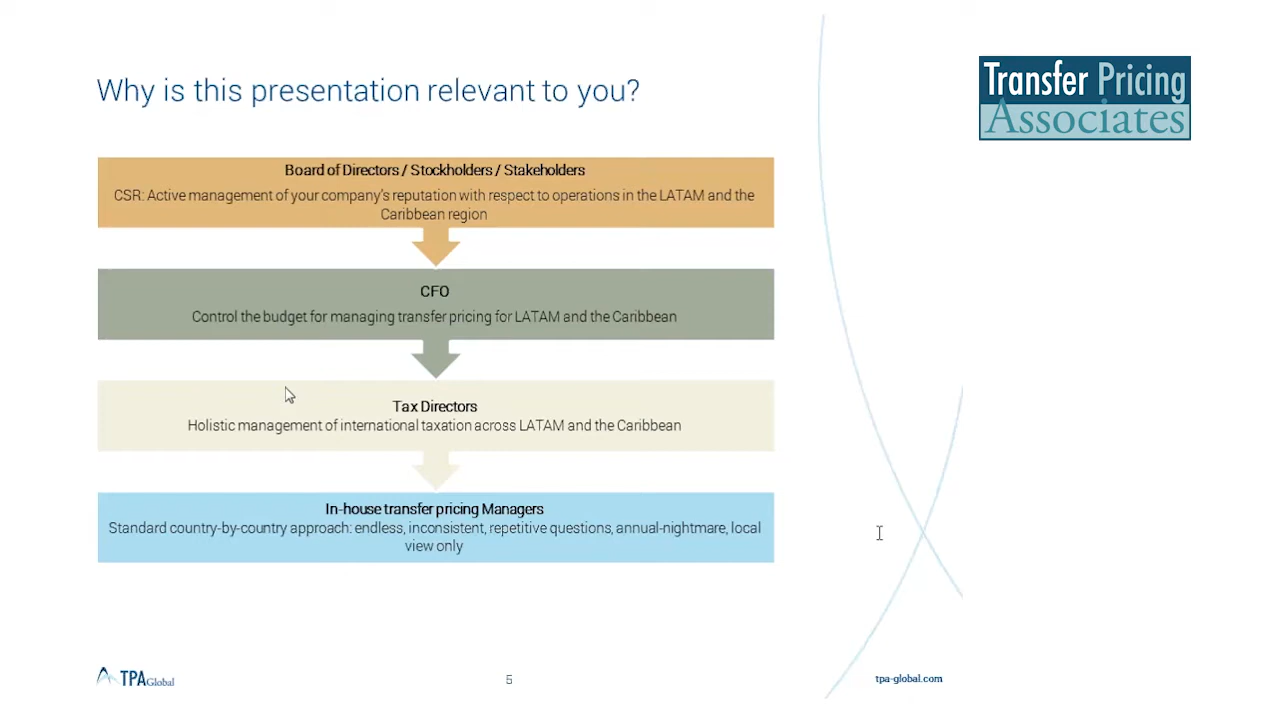 Why is this presentation relevant to you?
Transfer Pricing
Associates
Board of Directors / Stockholders / Stakeholders
CSR: Active management of your company's reputation with respect to operations in the LATAM and the
Caribbean region
CFO
Control the budget for managing transfer pricing for LATAM and the Caribbean
Tax Directors
Holistic management of international taxation across LATAM and the Caribbean
In-house transfer pricing Managers
Standard country-by-country approach: endless, inconsistent, repetitive questions, annual-nightmare, local
view only
TPA Global
5
tpa-global.com